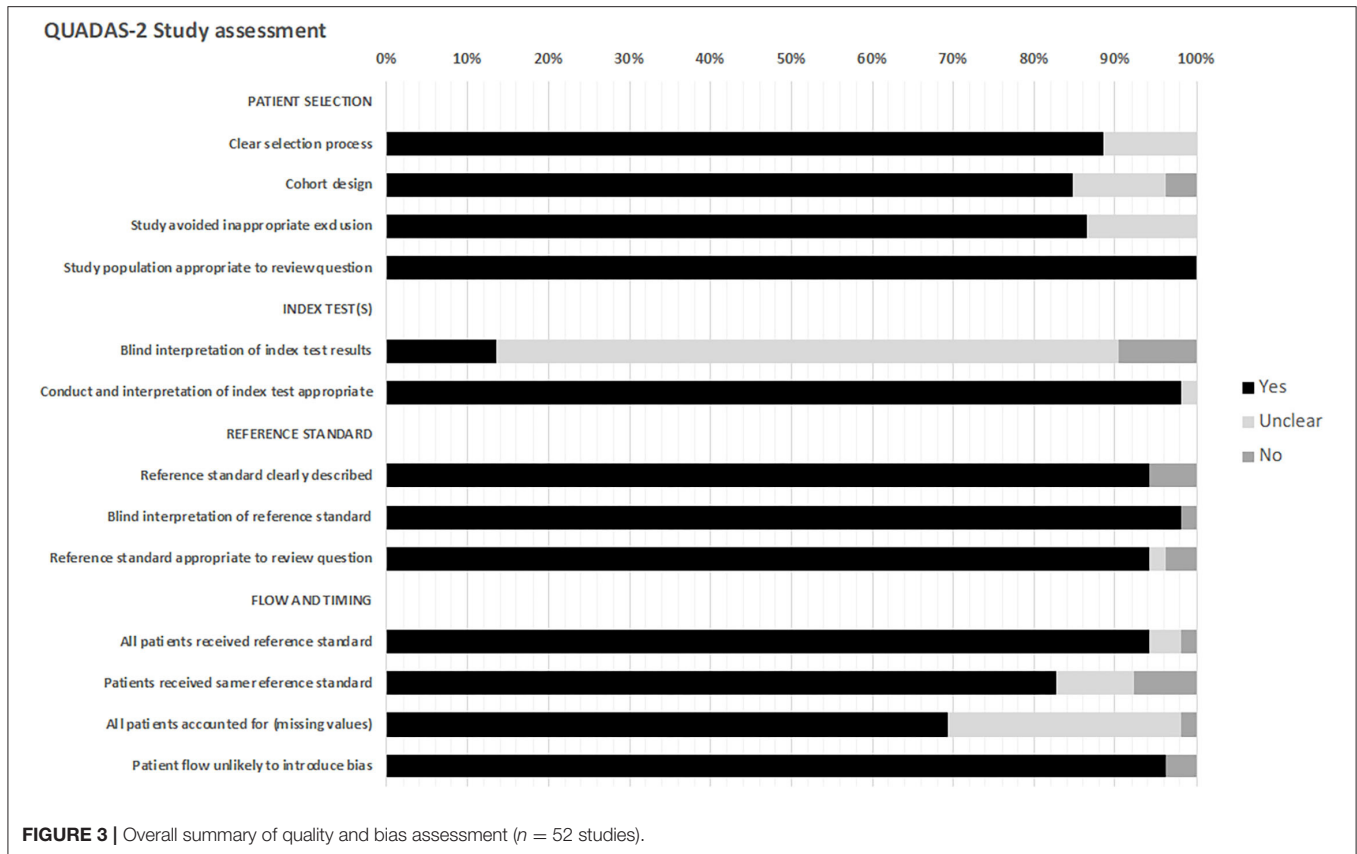 QUADAS-2 Study assessment
0% 10% 20% 30% 40% 50% 60% 70% 80% 90% 100%
PATIENT SELECTION
Clear selection process
Cohort design
Study avoided inappropriate exclusion
Study population appropriate to review question
INDEX TEST(S)
Blind interpretation of index test results
Conduct and interpretation of index test appropriate
REFERENCE STANDARD
Reference standard clearly described
Blind interpretation of reference standard
Reference standard appropriate to review question
FLOW AND TIMING
All patients received reference standard
Patients received same reference standard
All patients accounted for (missing values)
Patient flow unlikely to introduce bias
Yes
Unclear
No
FIGURE 3 | Overall summary of quality and bias assessment (n = 52 studies).